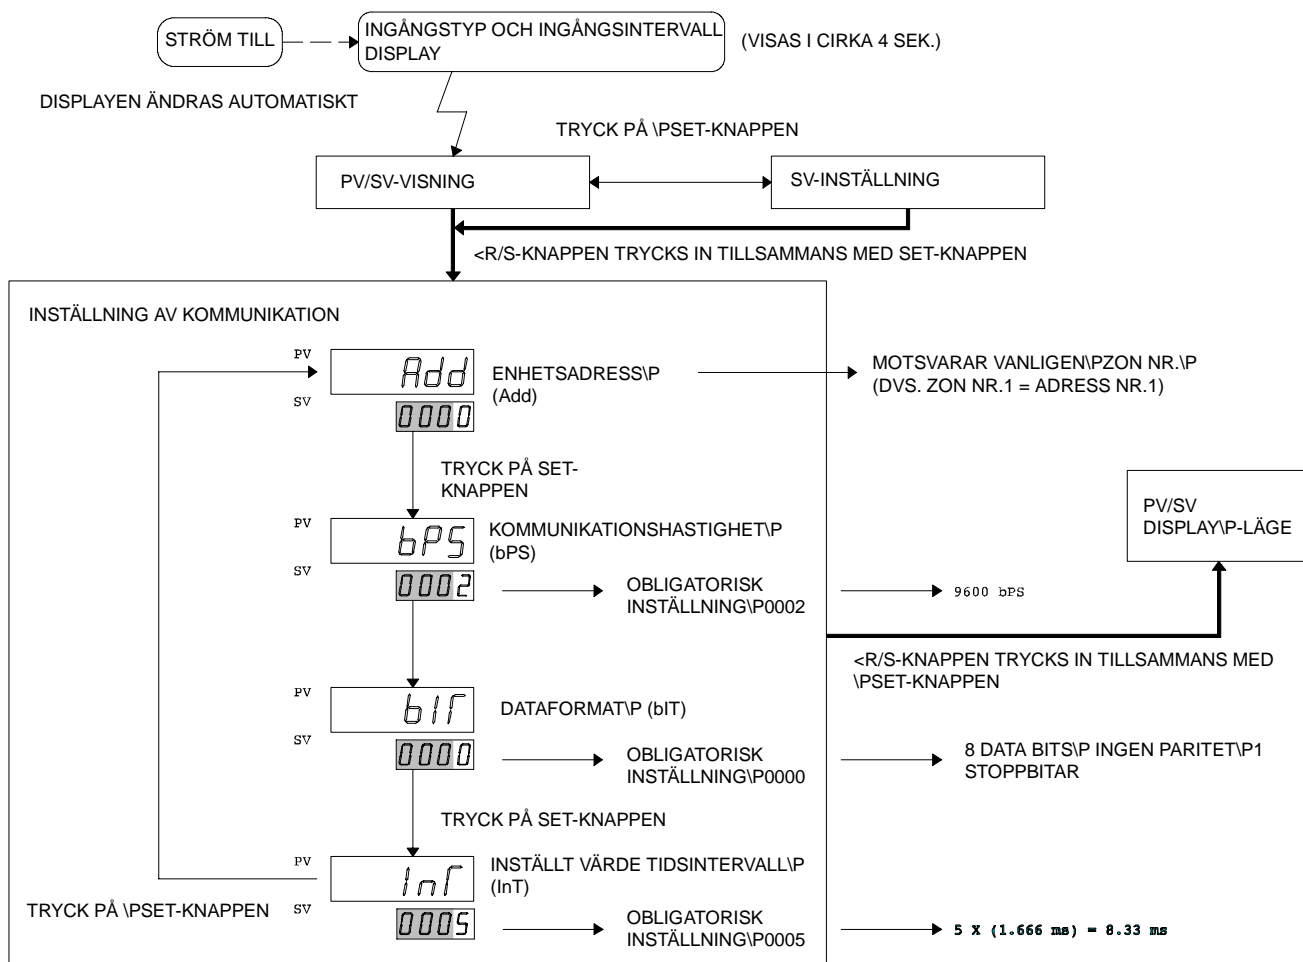 STRÖM TILL
INGÅNGSTYP OCH INGÅNGSINTERVALL
DISPLAY
(VISAS I CIRKA 4 SEK.)
DISPLAYEN ÄNDRAS AUTOMATISKT
TRYCK PÅ \PSET-KNAPPEN
PV/SV-VISNING
SV-INSTÄLLNING
<R/S-KNAPPEN TRYCKS IN TILLSAMMANS MED SET-KNAPPEN
INSTÄLLNING AV KOMMUNIKATION
PV
Add
SV
0000
ENHETSADRESS\P
(Add)
MOTSVARAR VANLIGEN\PZON NR.\P
(DVS. ZON NR.1 = ADRESS NR.1)
TRYCK PÅ SET-
KNAPPEN
PV
bPS
SV
0002
KOMMUNIKATIONSHASTIGHET\P
(bPS)
OBLIGATORISK
INSTÄLLNING\P0002
9600 bPS
PV/SV
DISPLAY\P-LÄGE
<R/S-KNAPPEN TRYCKS IN TILLSAMMANS MED
\PSET-KNAPPEN
PV
bIT
SV
0000
DATAFORMAT\P (bIT)
OBLIGATORISK
INSTÄLLNING\P0000
8 DATA BITS\P INGEN PARITET\P1
STOPPBITAR
TRYCK PÅ SET-KNAPPEN
PV
InT
SV
0005
INSTÄLLT VÄRDE TIDSINTERVALL\P
(InT)
TRYCK PÅ \PSET-KNAPPEN
OBLIGATORISK
INSTÄLLNING\P0005
5 X (1.666 ms) = 8.33 ms